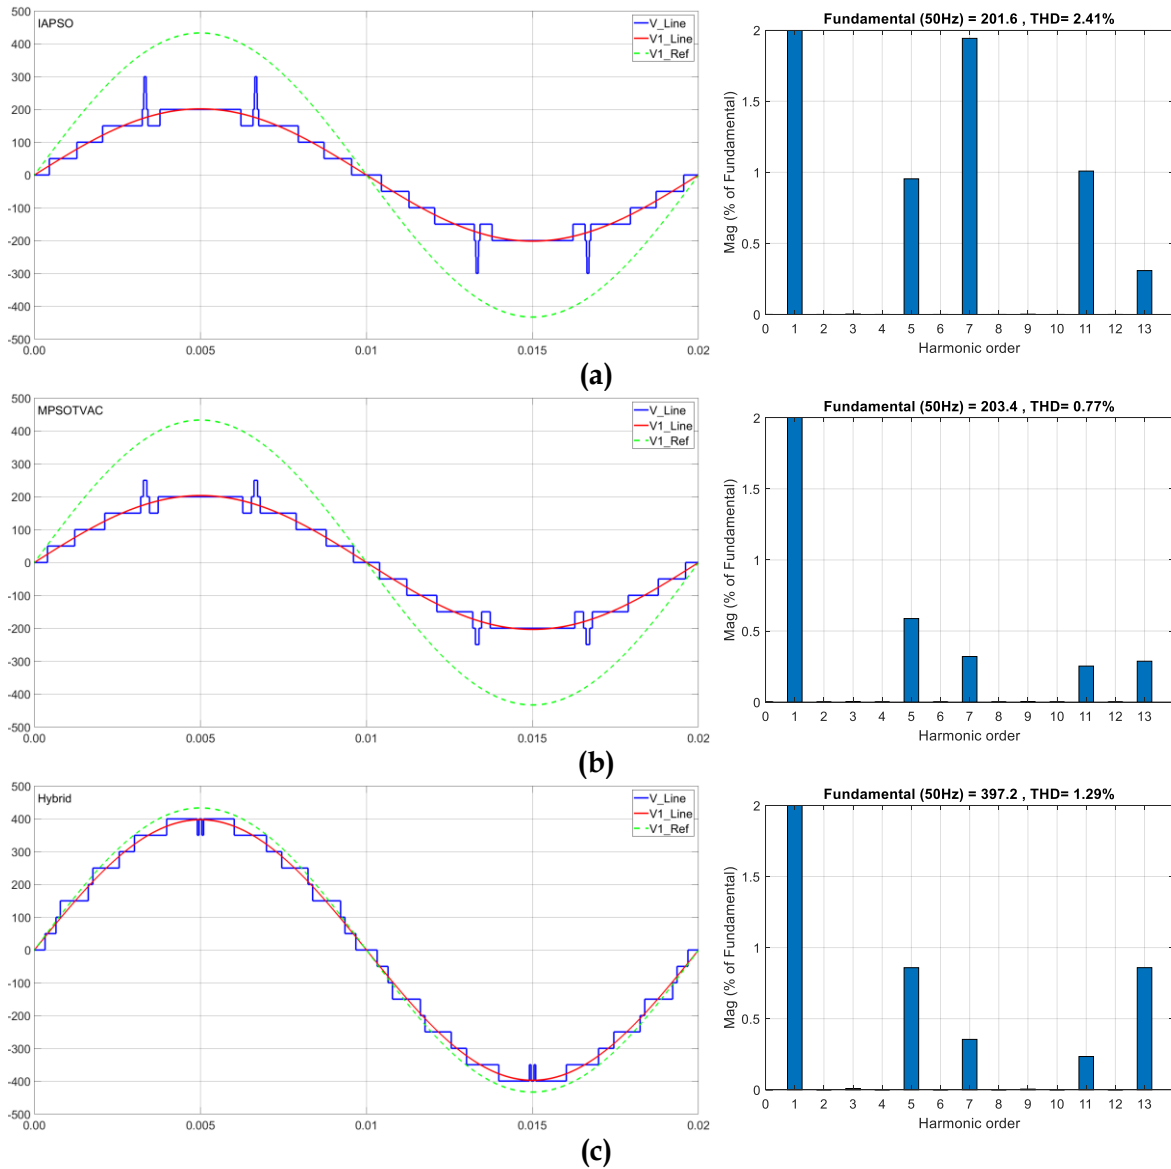 IAPSO
V_Line
V1_Line
V1_Ref
500
400
300
200
100
0
-100
-200
-300
-400
-500
0.00 0.005 0.01 0.015 0.02
Fundamental (50Hz) = 201.6 , THD= 2.41%
Mag (% of Fundamental)
2
1.5
1
0.5
0
0 1 2 3 4 5 6 7 8 9 10 11 12 13
Harmonic order
(a)
MPSOTVAC
V_Line
V1_Line
V1_Ref
500
400
300
200
100
0
-100
-200
-300
-400
-500
0.00 0.005 0.01 0.015 0.02
Fundamental (50Hz) = 203.4 , THD= 0.77%
Mag (% of Fundamental)
2
1.5
1
0.5
0
0 1 2 3 4 5 6 7 8 9 10 11 12 13
Harmonic order
(b)
Hybrid
V_Line
V1_Line
V1_Ref
500
400
300
200
100
0
-100
-200
-300
-400
-500
0.00 0.005 0.01 0.015 0.02
Fundamental (50Hz) = 397.2 , THD= 1.29%
Mag (% of Fundamental)
2
1.5
1
0.5
0
0 1 2 3 4 5 6 7 8 9 10 11 12 13
Harmonic order
(c)